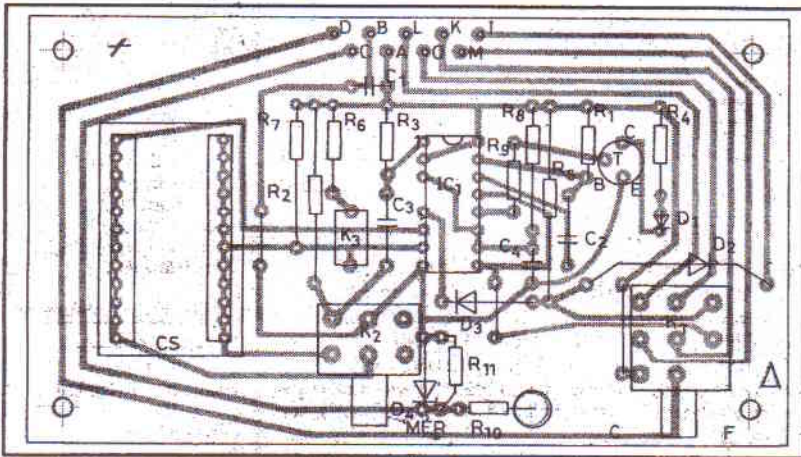 D B L K I
C A G M
C1
R7 R6 R3 R8 R1 R4
R9 C
IC1 T
R2 R5 B E
C3 D1
K3 C4 C2 D2
D3
CS K2 K1
R11
D4
MER R10 C F